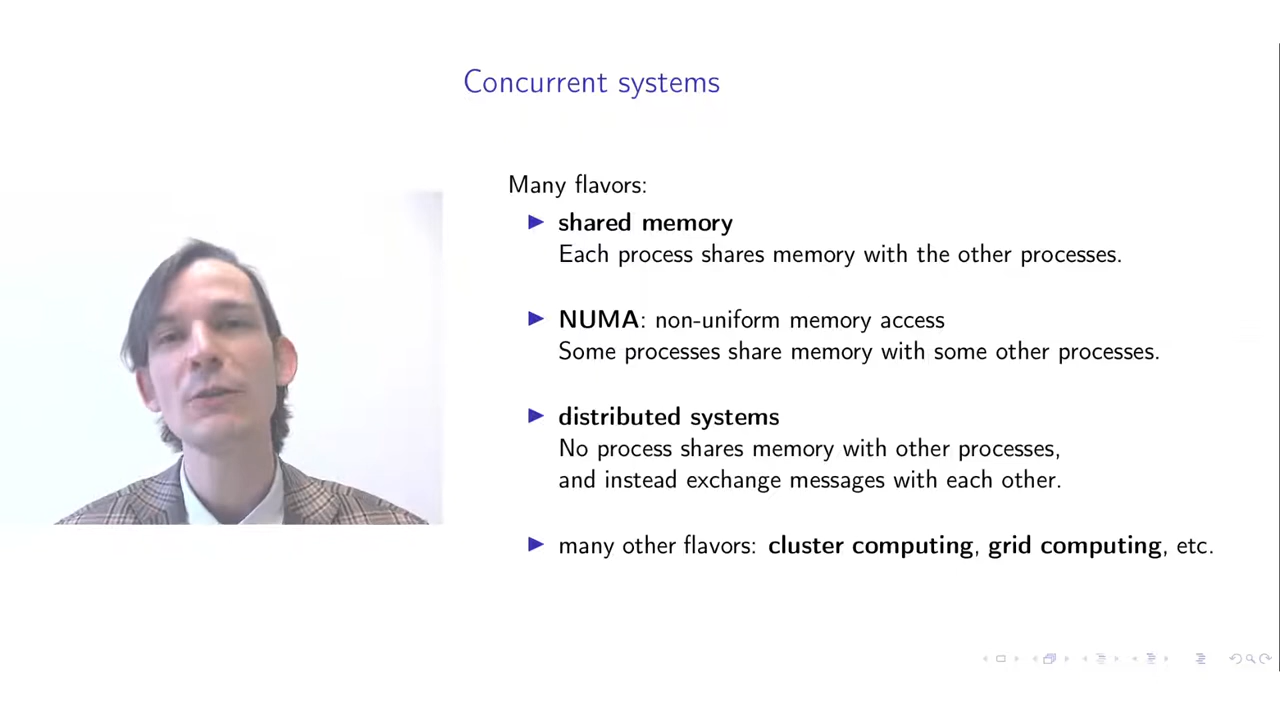 Concurrent systems
Many flavors:
shared memory
Each process shares memory with the other processes.
NUMA: non-uniform memory access
Some processes share memory with some other processes.
distributed systems
No process shares memory with other processes,
and instead exchange messages with each other.
many other flavors: cluster computing, grid computing, etc.